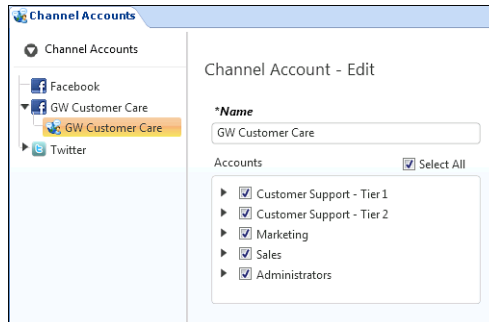 Channel Accounts
Channel Accounts
Facebook
GW Customer Care
GW Customer Care
Twitter
Channel Account - Edit
*Name
GW Customer Care
Accounts
Select All
Customer Support - Tier 1
Customer Support - Tier 2
Marketing
Sales
Administrators